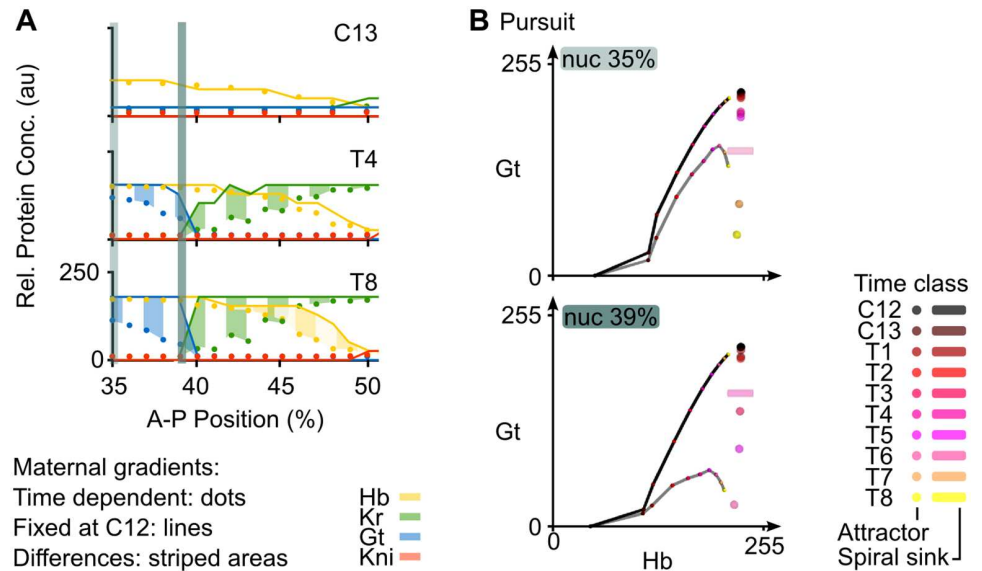 A
C13
T4
T8
Rel. Protein Conc. (au)
250
0
35
40
45
50
A-P Position (%)
Maternal gradients:
Time dependent: dots
Fixed at C12: lines
Differences: striped areas
Hb
Kr
Gt
Kni
B Pursuit
255
nuc 35%
Gt
0
255
nuc 39%
Gt
0
0
255
Hb
Time class
C12
C13
T1
T2
T3
T4
T5
T6
T7
T8
Attractor
Spiral sink